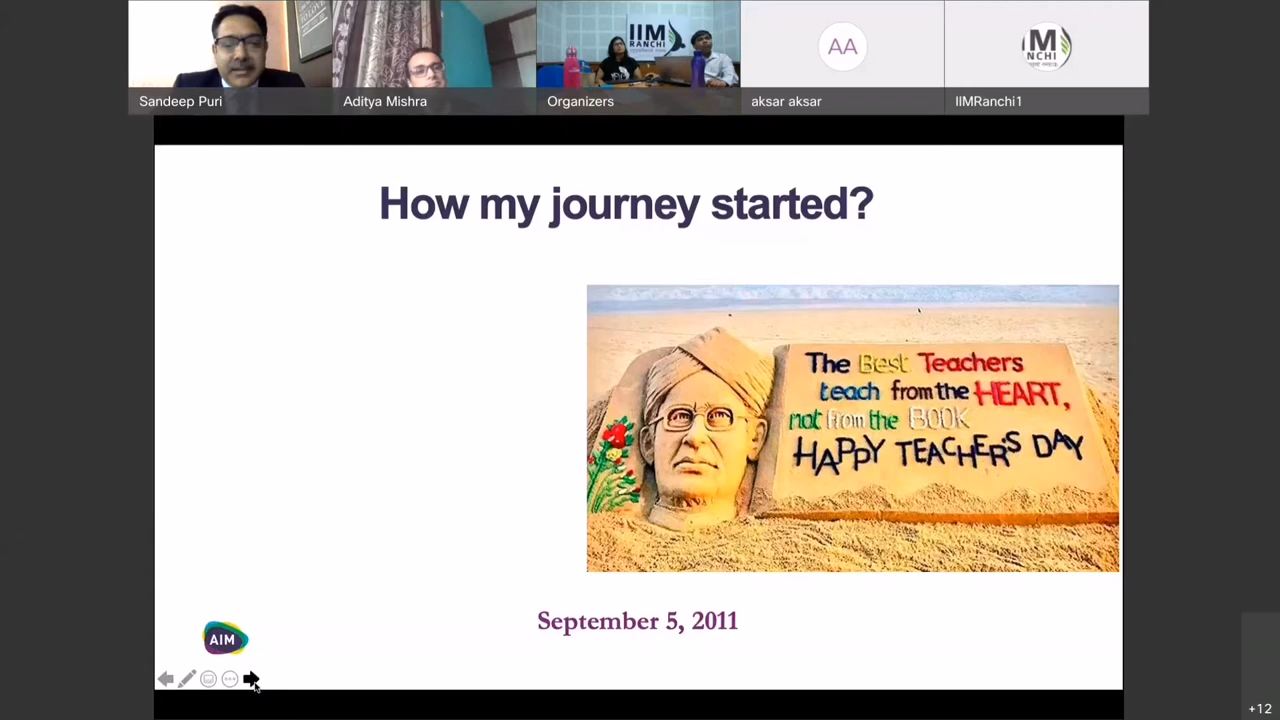 IIM
RANCHI
AA
M
NCHI
Sandeep Puri
Aditya Mishra
Organizers
aksar aksar
IIMRanchi1
How my journey started?
The Best Teachers
teach from the HEART,
not from the BOOK
HAPPY TEACHER'S DAY
September 5, 2011
AIM
+12